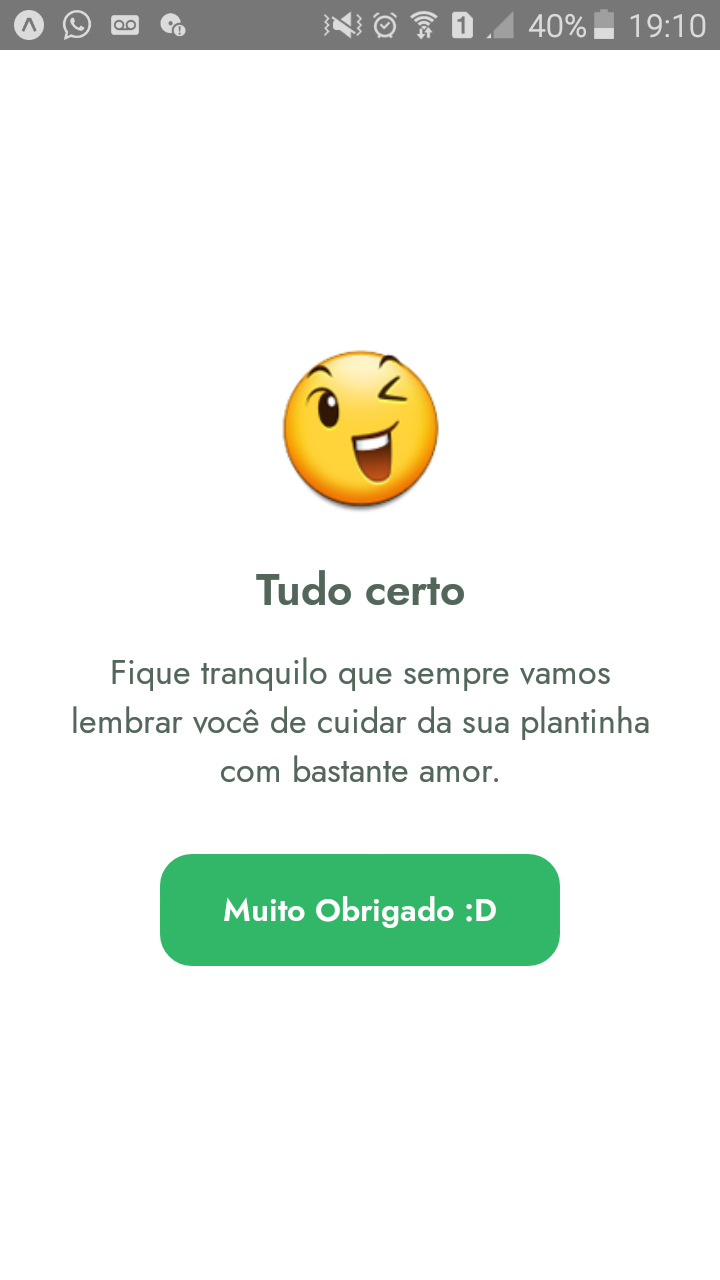 40% 19:10
Tudo certo
Fique tranquilo que sempre vamos
lembrar você de cuidar da sua plantinha
com bastante amor.
Muito Obrigado :D